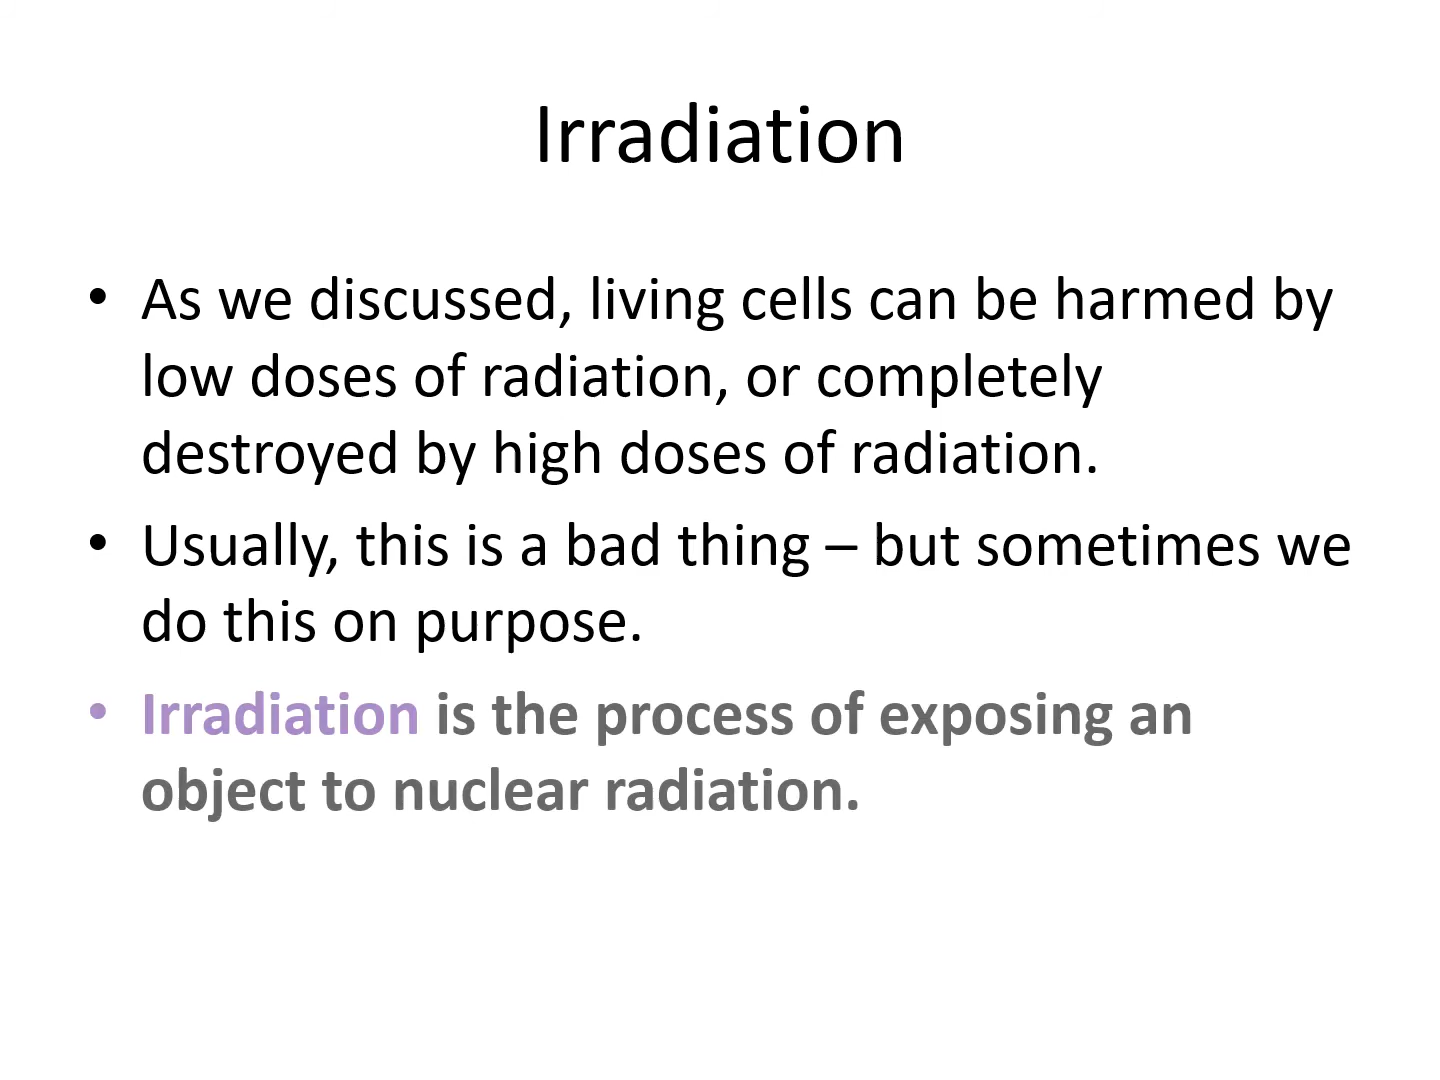 Irradiation
• As we discussed, living cells can be harmed by
low doses of radiation, or completely
destroyed by high doses of radiation.
• Usually, this is a bad thing – but sometimes we
do this on purpose.
• Irradiation is the process of exposing an
object to nuclear radiation.